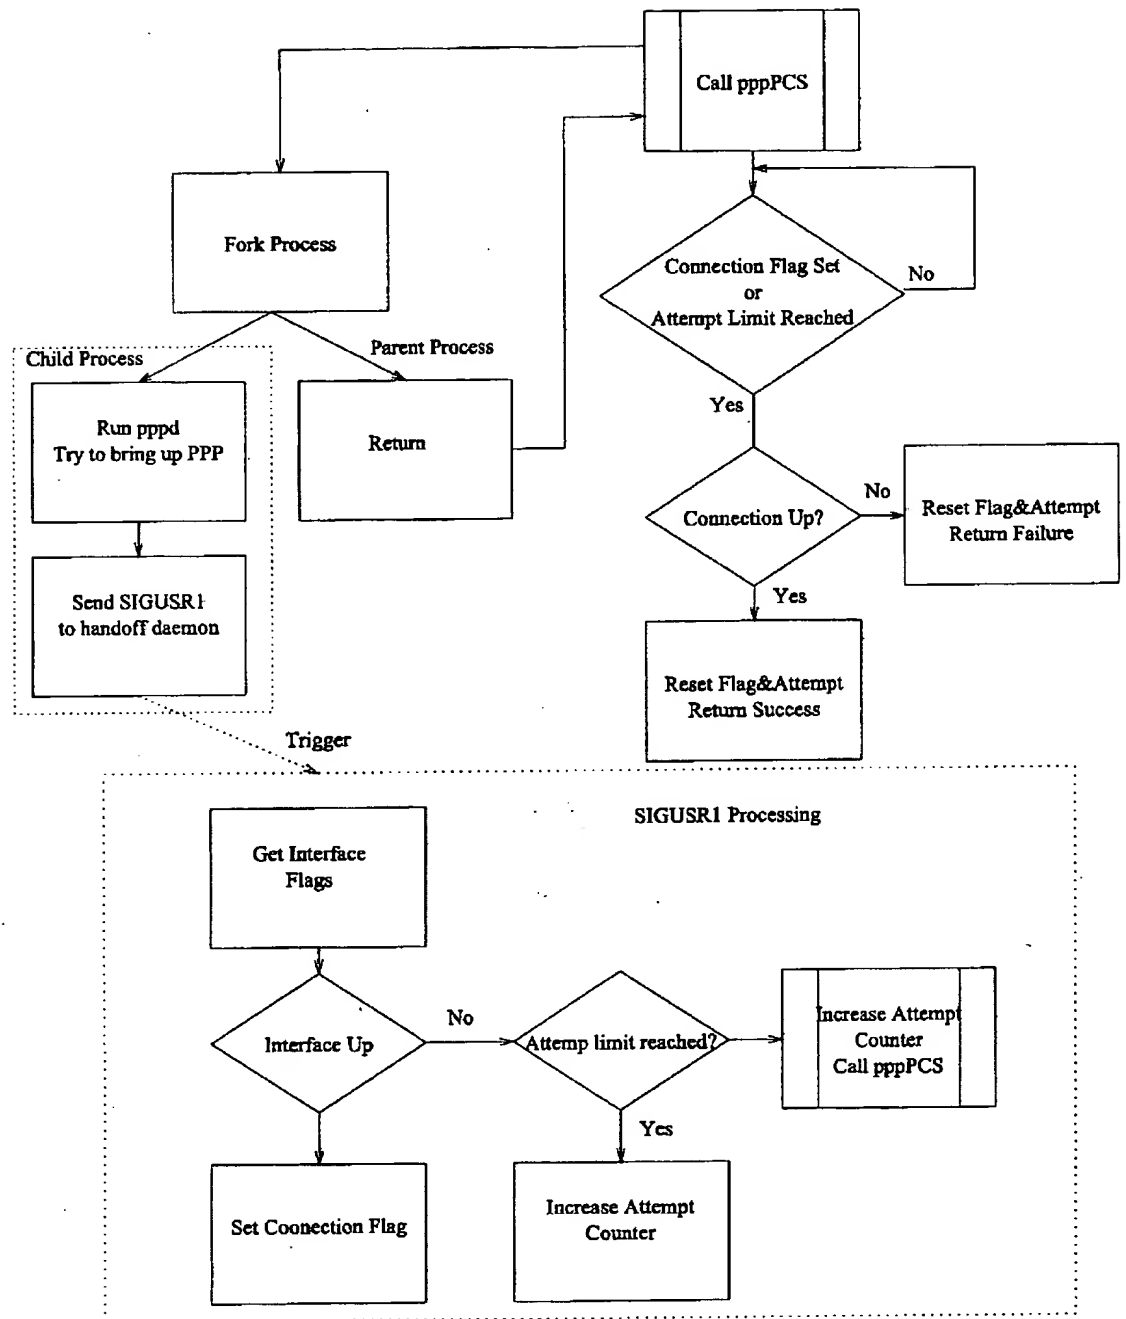 Call pppPCS
Fork Process
Connection Flag Set
or
Attempt Limit Reached
No
Child Process
Parent Process
Run pppd
Try to bring up PPP
Return
Yes
Connection Up?
No
Reset Flag&Attempt
Return Failure
Send SIGUSR1
to handoff daemon
Yes
Reset Flag&Attempt
Return Success
Trigger
SIGUSR1 Processing
Get Interface
Flags
Interface Up
No
Attemp limit reached?
Increase Attempt
Counter
Call pppPCS
Yes
Set Coonection Flag
Increase Attempt
Counter